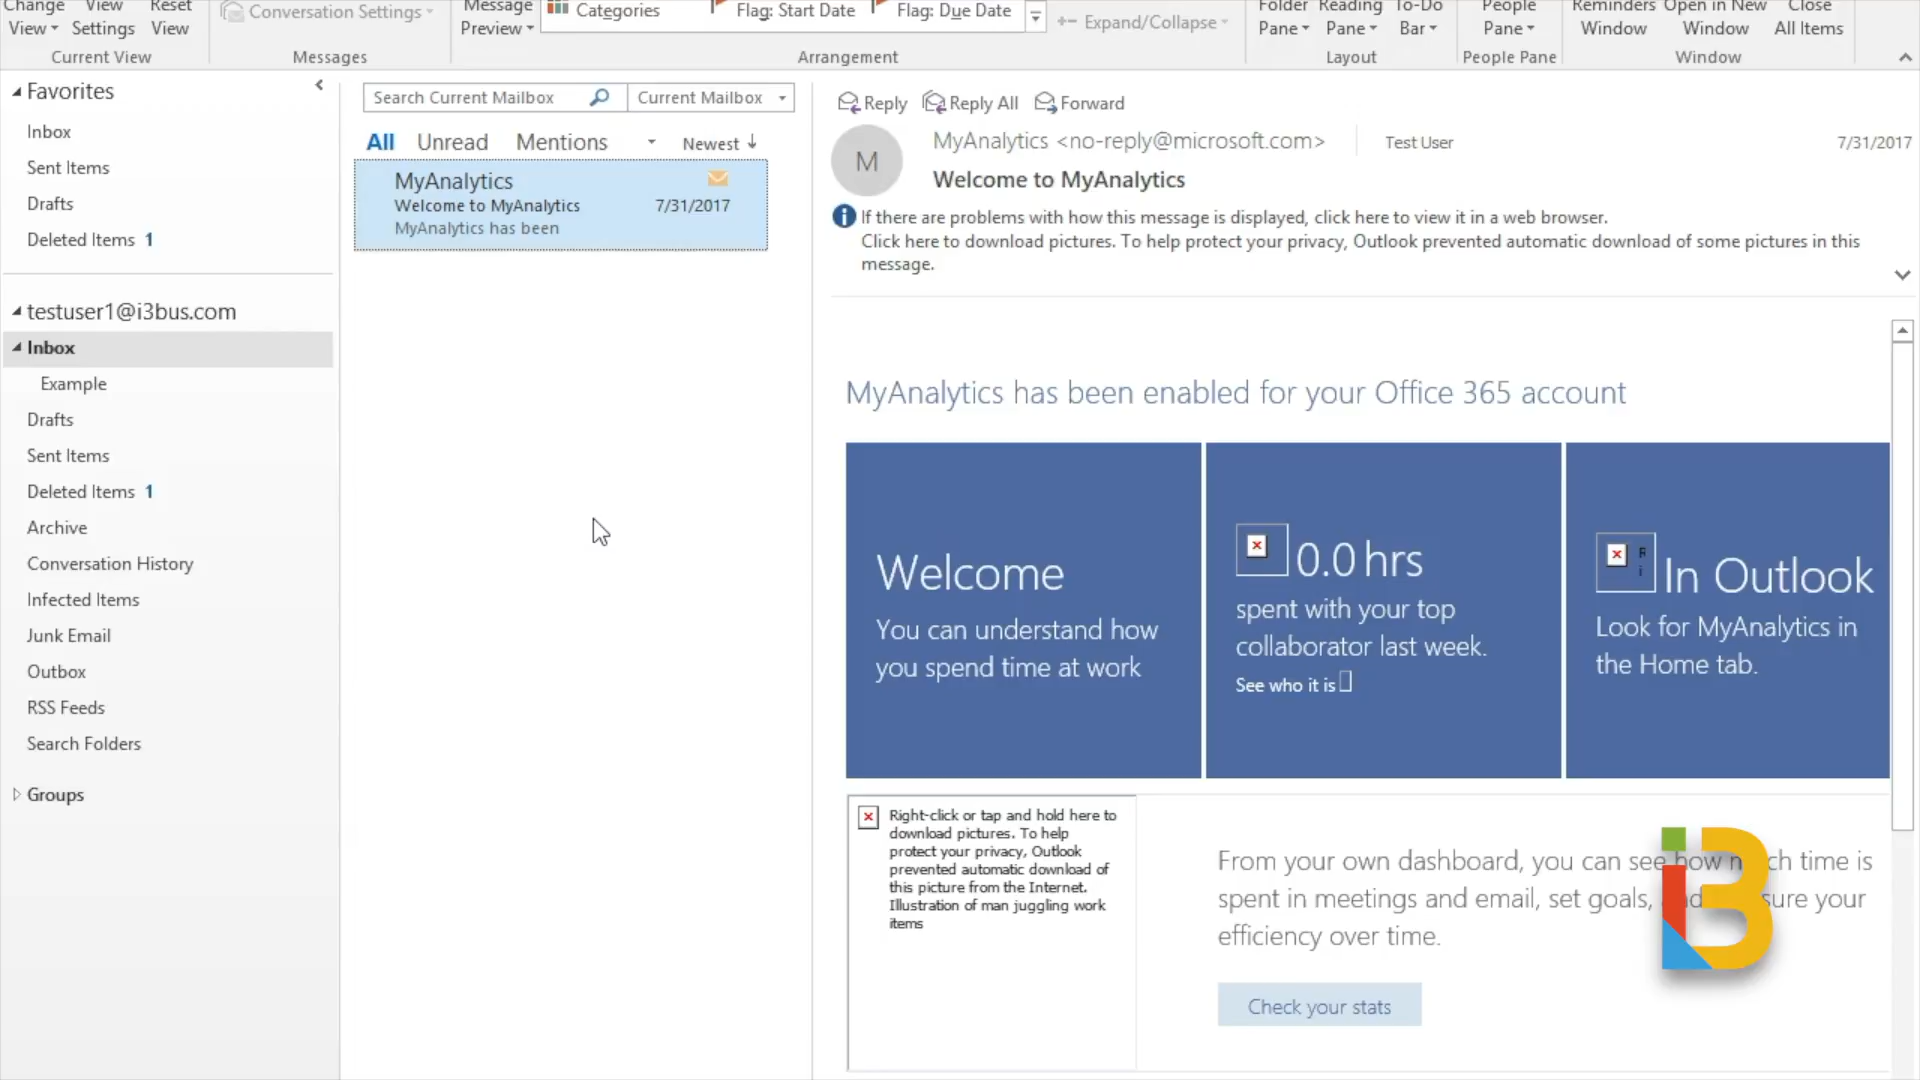 Change
View
View
Settings
Reset
View
Current View
Conversation Settings
Messages
Message
Preview
Categories
Flag: Start Date
Flag: Due Date
Expand/Collapse
Arrangement
Folder
Pane
Reading
Pane
To-Do
Bar
Layout
People
Pane
People Pane
Reminders
Window
Open in New
Window
Close
All Items
Window
Favorites
Inbox
Sent Items
Drafts
Deleted Items 1
testuser1@i3bus.com
Inbox
Example
Drafts
Sent Items
Deleted Items 1
Archive
Conversation History
Infected Items
Junk Email
Outbox
RSS Feeds
Search Folders
Groups
Search Current Mailbox
Current Mailbox
All Unread Mentions Newest
MyAnalytics
Welcome to MyAnalytics 7/31/2017
MyAnalytics has been
Reply Reply All Forward
M
MyAnalytics <no-reply@microsoft.com> Test User 7/31/2017
Welcome to MyAnalytics
If there are problems with how this message is displayed, click here to view it in a web browser.
Click here to download pictures. To help protect your privacy, Outlook prevented automatic download of some pictures in this
message.
MyAnalytics has been enabled for your Office 365 account
Welcome
You can understand how
you spend time at work
0.0 hrs
spent with your top
collaborator last week.
See who it is
In Outlook
Look for MyAnalytics in
the Home tab.
Right-click or tap and hold here to
download pictures. To help
protect your privacy, Outlook
prevented automatic download of
this picture from the Internet.
Illustration of man juggling work
items
From your own dashboard, you can see how much time is
spent in meetings and email, set goals, and measure your
efficiency over time.
Check your stats
i3